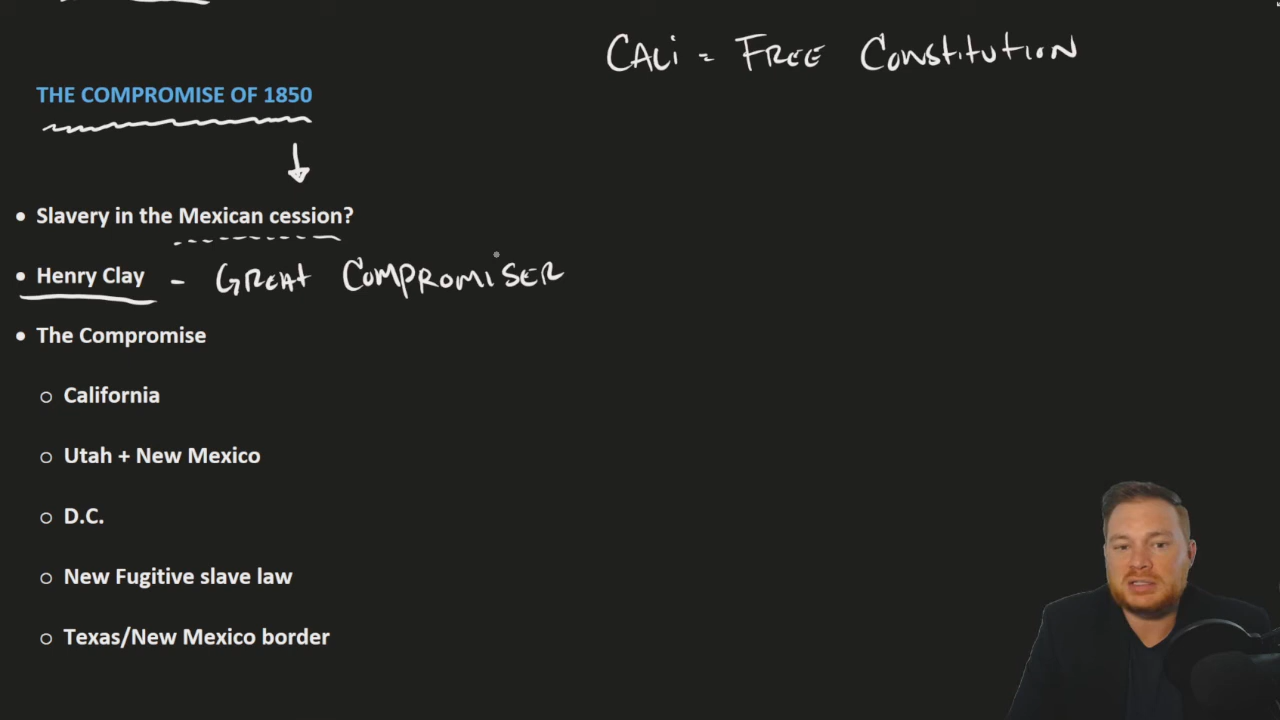 CALi = FREE CONSTITUTION
THE COMPROMISE OF 1850
• Slavery in the Mexican cession?
• Henry Clay - GREAT COMPROMISER
• The Compromise
○ California
○ Utah + New Mexico
○ D.C.
○ New Fugitive slave law
○ Texas/New Mexico border